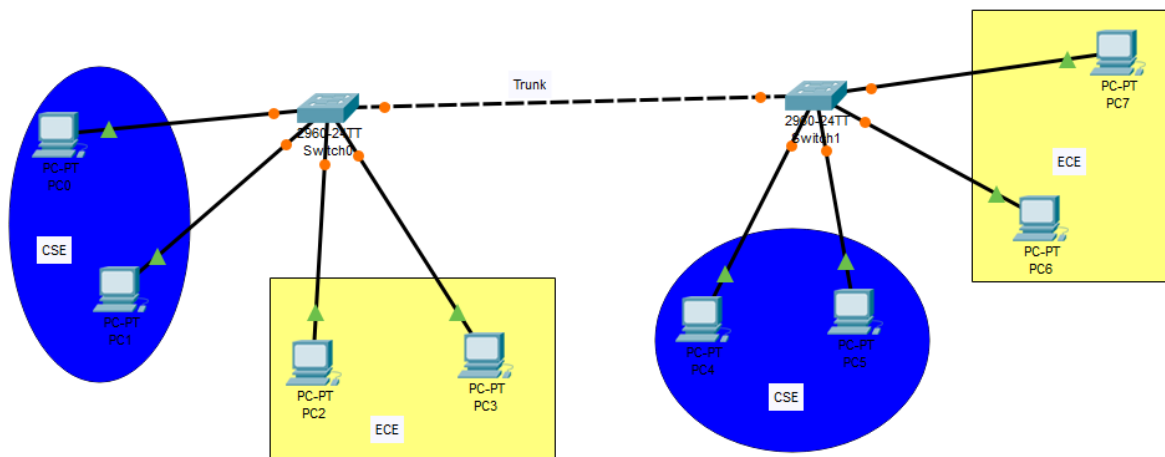 Trunk
2960-24TT
Switch0
2960-24TT
Switch1
PC-PT
PC7
ECE
PC-PT
PC0
CSE
PC-PT
PC1
PC-PT
PC6
PC-PT
PC2
PC-PT
PC3
ECE
PC-PT
PC4
PC-PT
PC5
CSE